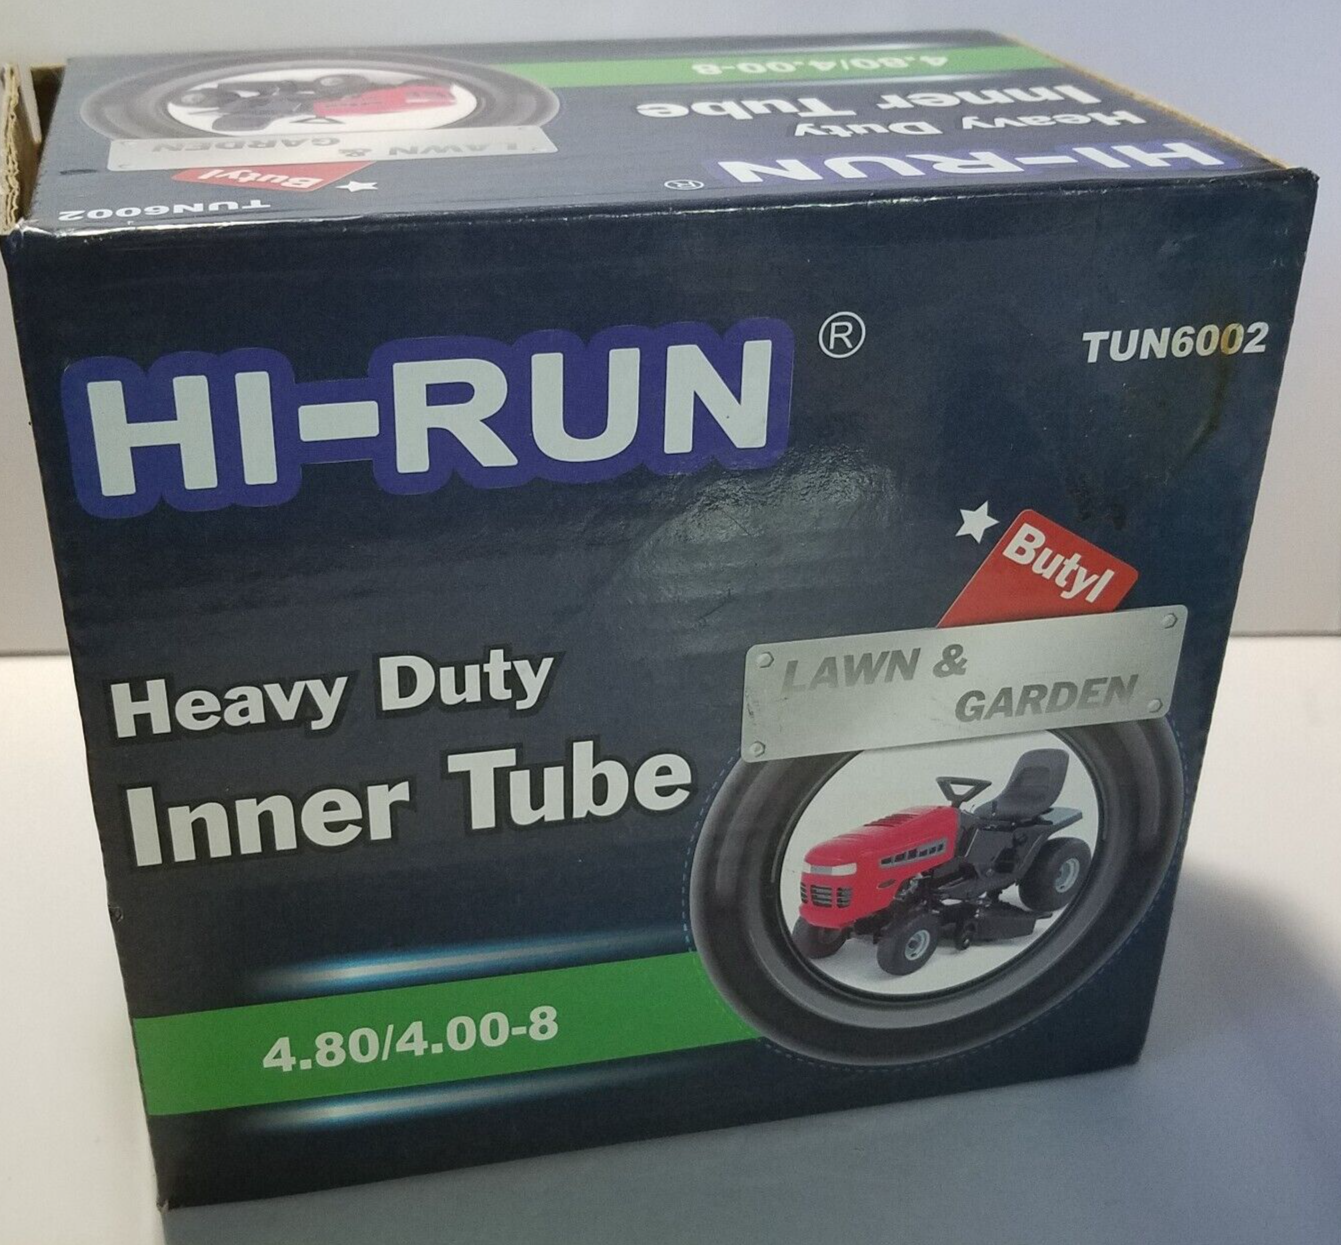 4.80/4.00-8
Inner Tube
Heavy Duty
HI-RUN ®
LAWN &
GARDEN
Butyl
TUN6002
HI-RUN ®
TUN6002
Butyl
LAWN &
GARDEN
Heavy Duty
Inner Tube
4.80/4.00-8